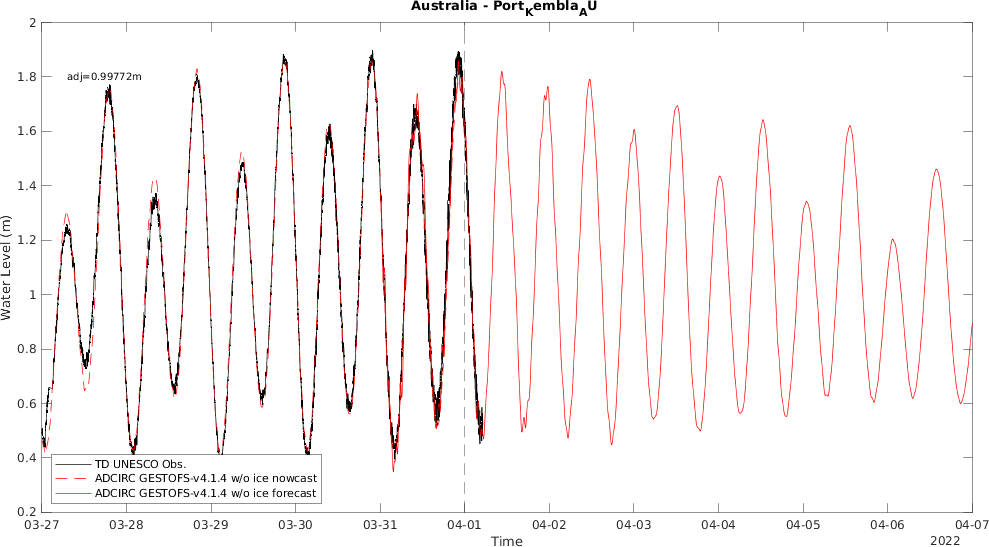 Australia - PortKemblaAU
2
1.8
1.6
1.4
1.2
1
0.8
0.6
0.4
0.2
Water Level (m)
adj=0.99772m
TD UNESCO Obs.
ADCIRC GESTOFS-v4.1.4 w/o ice nowcast
ADCIRC GESTOFS-v4.1.4 w/o ice forecast
03-27 03-28 03-29 03-30 03-31 04-01 04-02 04-03 04-04 04-05 04-06 04-07
Time
2022